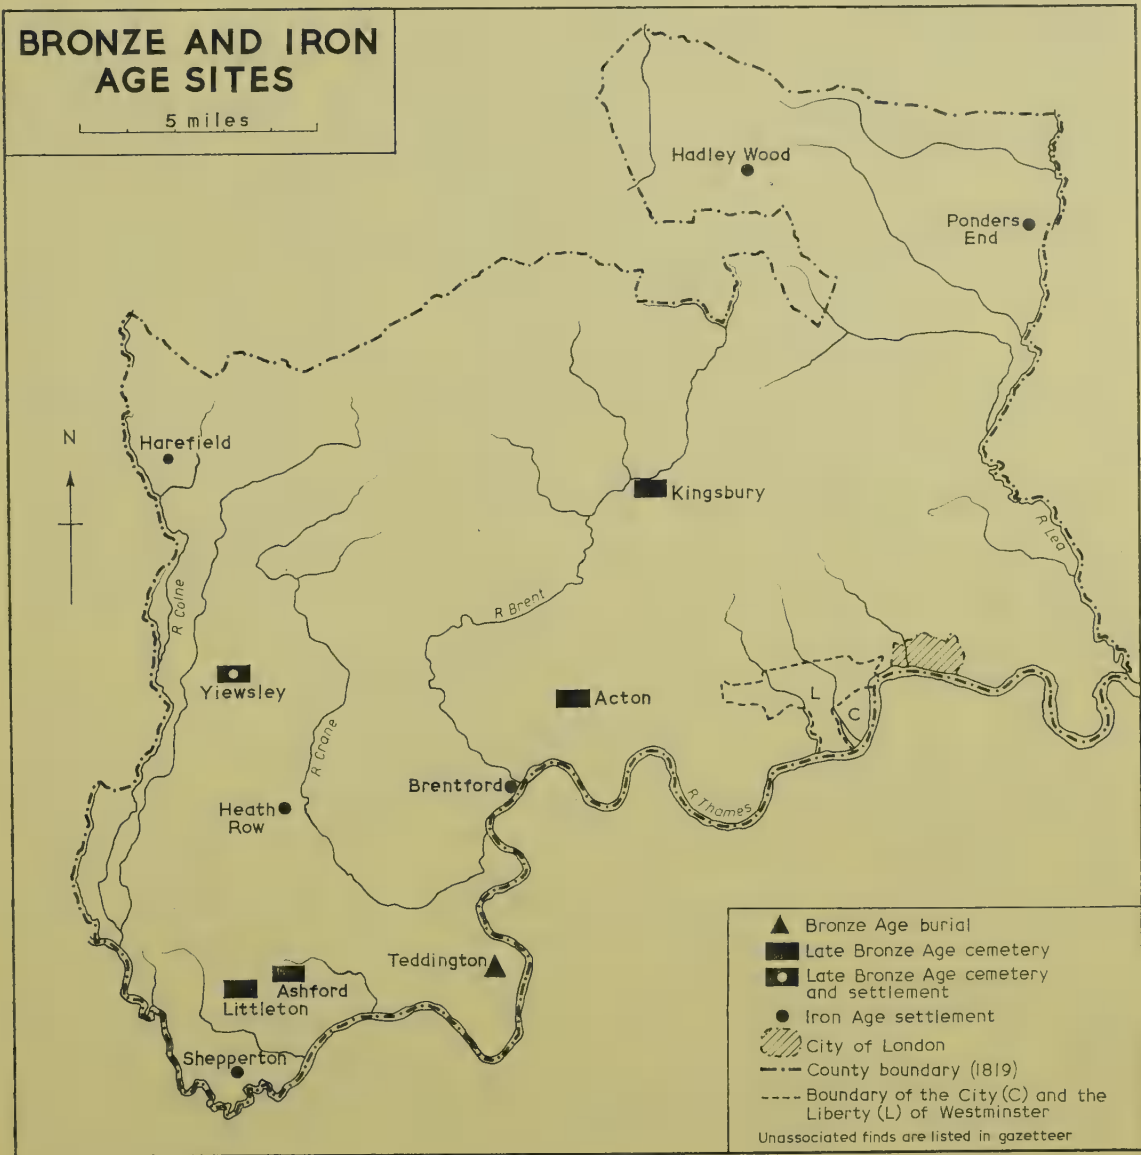 BRONZE AND IRON
AGE SITES
5 miles
Hadley Wood
Ponders
End
N
Harefield
Kingsbury
R Lea
R Colne
R Brent
Yiewsley
Acton
L
C
R Crane
Brentford
Heath
Row
R Thames
Teddington
Ashford
Littleton
Shepperton
Bronze Age burial
Late Bronze Age cemetery
Late Bronze Age cemetery
and settlement
Iron Age settlement
City of London
County boundary (1819)
Boundary of the City (C) and the
Liberty (L) of Westminster
Unassociated finds are listed in gazetteer